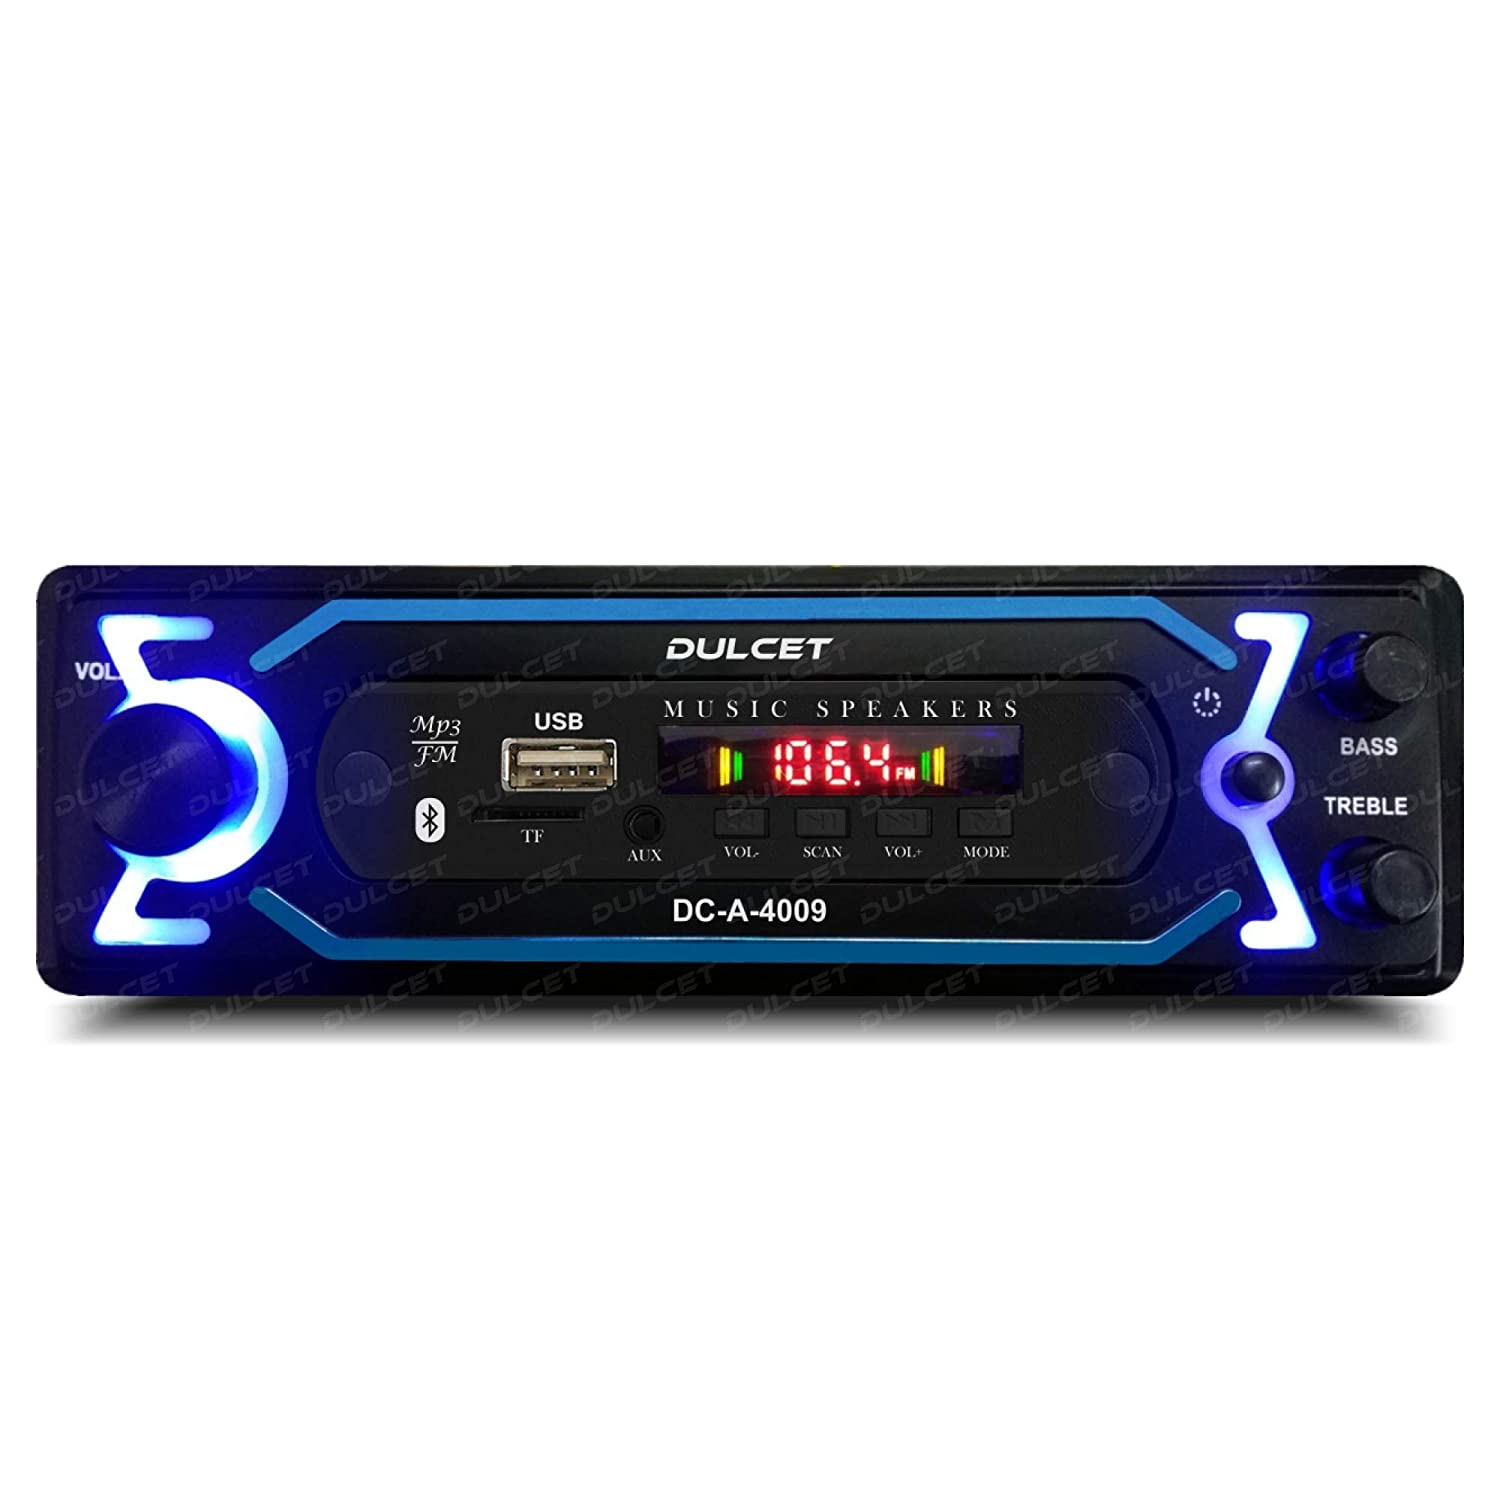 DULCET
VOL.
MUSIC SPEAKERS
Mp3
FM
USB
106.4 FM
BASS
TREBLE
TF
AUX
VOL-
SCAN
VOL+
MODE
DC-A-4009